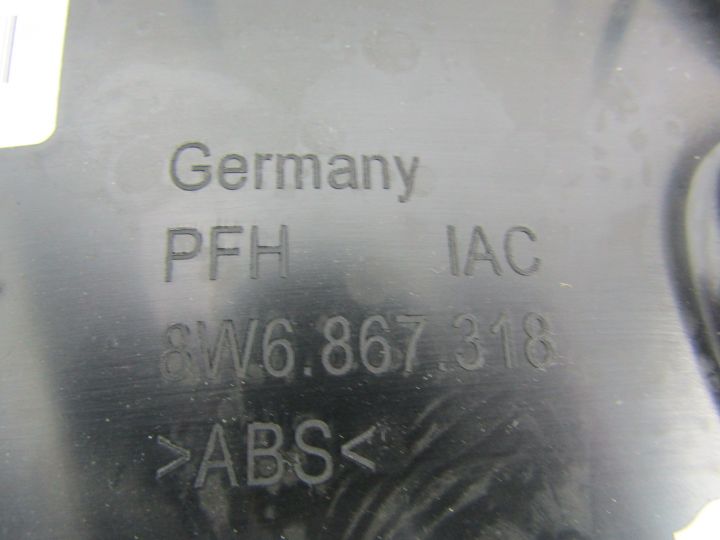 Germany
PFH IAC
8W6.867.318
>ABS<